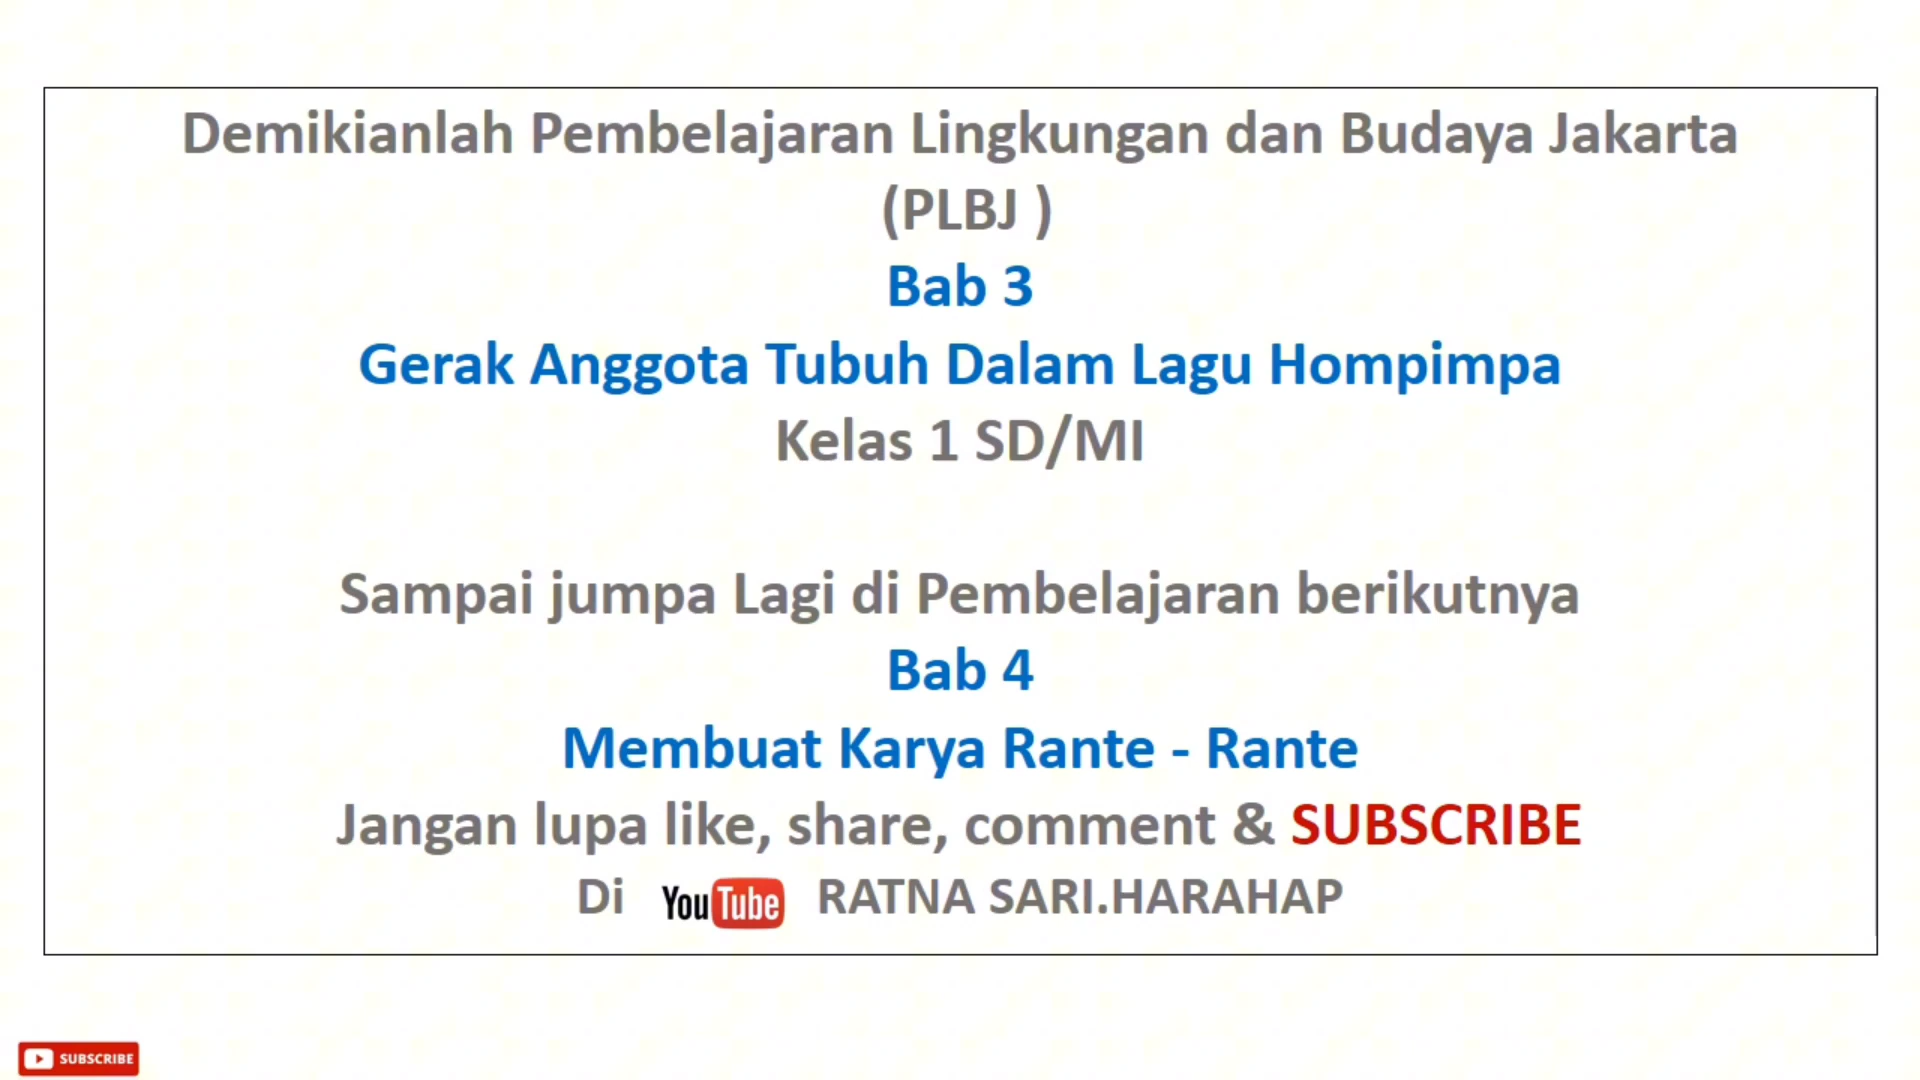 Demikianlah Pembelajaran Lingkungan dan Budaya Jakarta
(PLBJ )
Bab 3
Gerak Anggota Tubuh Dalam Lagu Hompimpa
Kelas 1 SD/MI
Sampai jumpa Lagi di Pembelajaran berikutnya
Bab 4
Membuat Karya Rante - Rante
Jangan lupa like, share, comment & SUBSCRIBE
Di YouTube RATNA SARI.HARAHAP
SUBSCRIBE